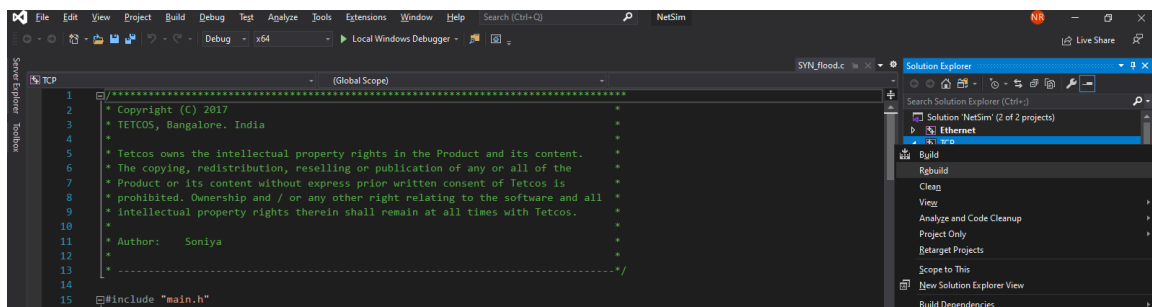 File Edit View Project Build Debug Test Analyze Tools Extensions Window Help Search (Ctrl+Q) NetSim NR
Debug x64 Local Windows Debugger Live Share
Server Explorer
Toolbox
SYN_flood.c
TCP (Global Scope)
1 /***********************************************************************************
2 * Copyright (C) 2017 *
3 * TETCOS, Bangalore. India *
4 * *
5 * Tetcos owns the intellectual property rights in the Product and its content. *
6 * The copying, redistribution, reselling or publication of any or all of the *
7 * Product or its content without express prior written consent of Tetcos is *
8 * prohibited. Ownership and / or any other right relating to the software and all *
9 * intellectual property rights therein shall remain at all times with Tetcos. *
10 * *
11 * Author: Soniya *
12 * *
13 * ---------------------------------------------------------------------------------*/
14
15 #include "main.h"
Solution Explorer
Search Solution Explorer (Ctrl+;)
Solution 'NetSim' (2 of 2 projects)
Ethernet
TCP
Build
Rebuild
Clean
View
Analyze and Code Cleanup
Project Only
Retarget Projects
Scope to This
New Solution Explorer View
Build Dependencies